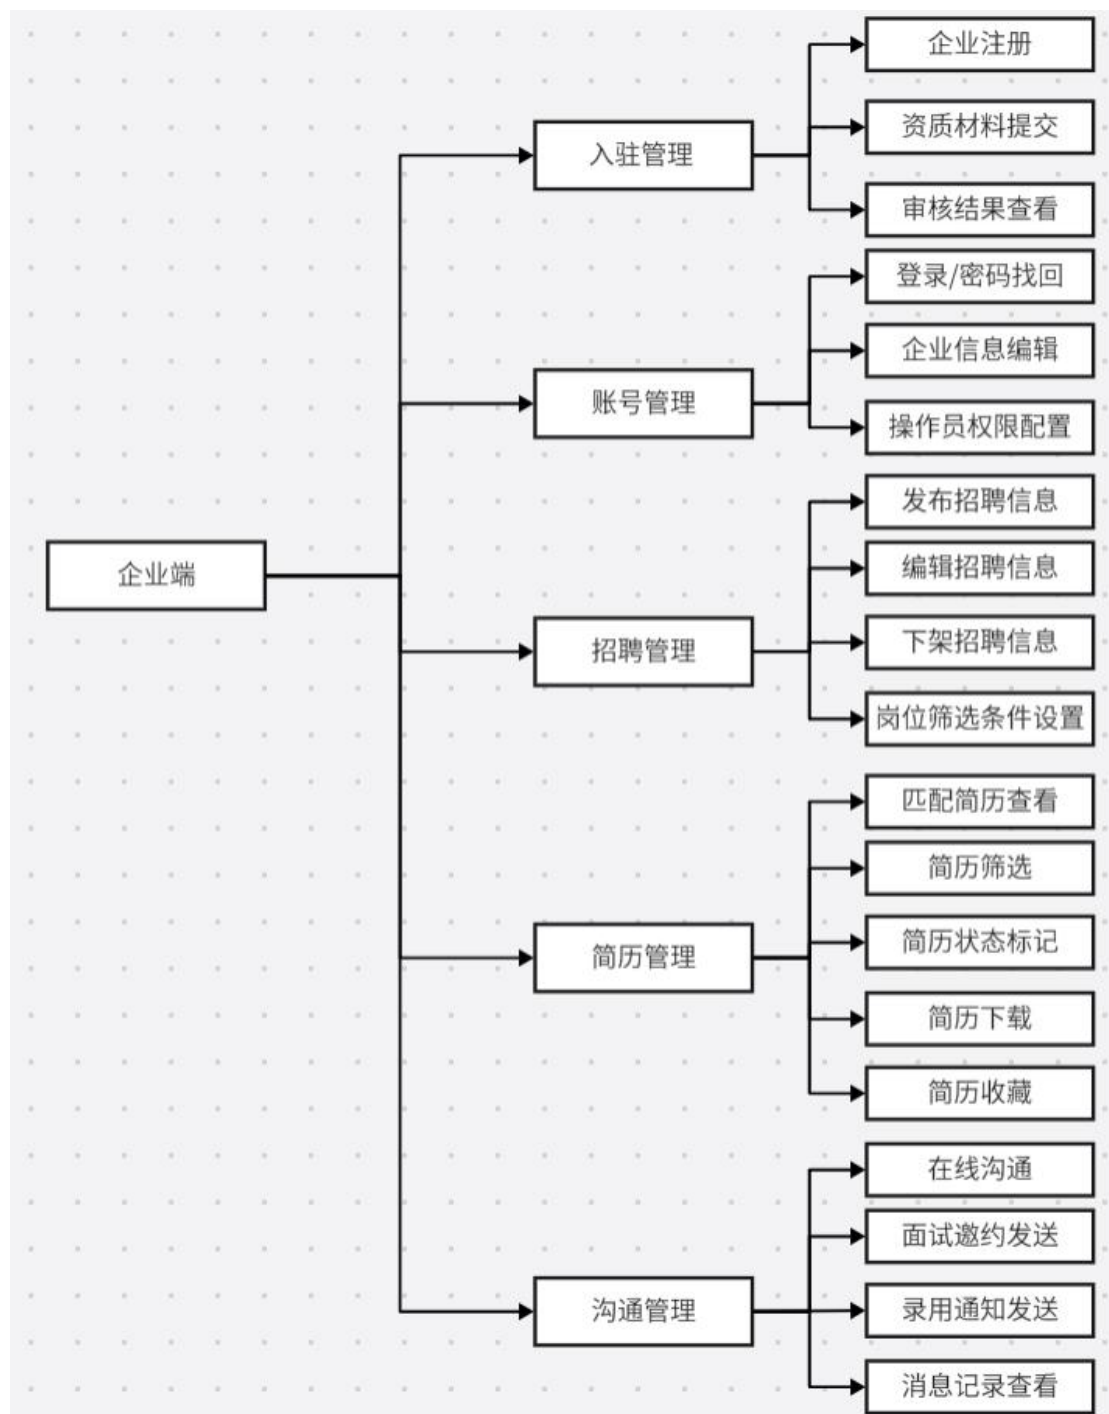 企业注册
资质材料提交
入驻管理
审核结果查看
登录/密码找回
企业信息编辑
账号管理
操作员权限配置
发布招聘信息
编辑招聘信息
企业端
下架招聘信息
招聘管理
岗位筛选条件设置
匹配简历查看
简历筛选
简历状态标记
简历管理
简历下载
简历收藏
在线沟通
面试邀约发送
录用通知发送
沟通管理
消息记录查看